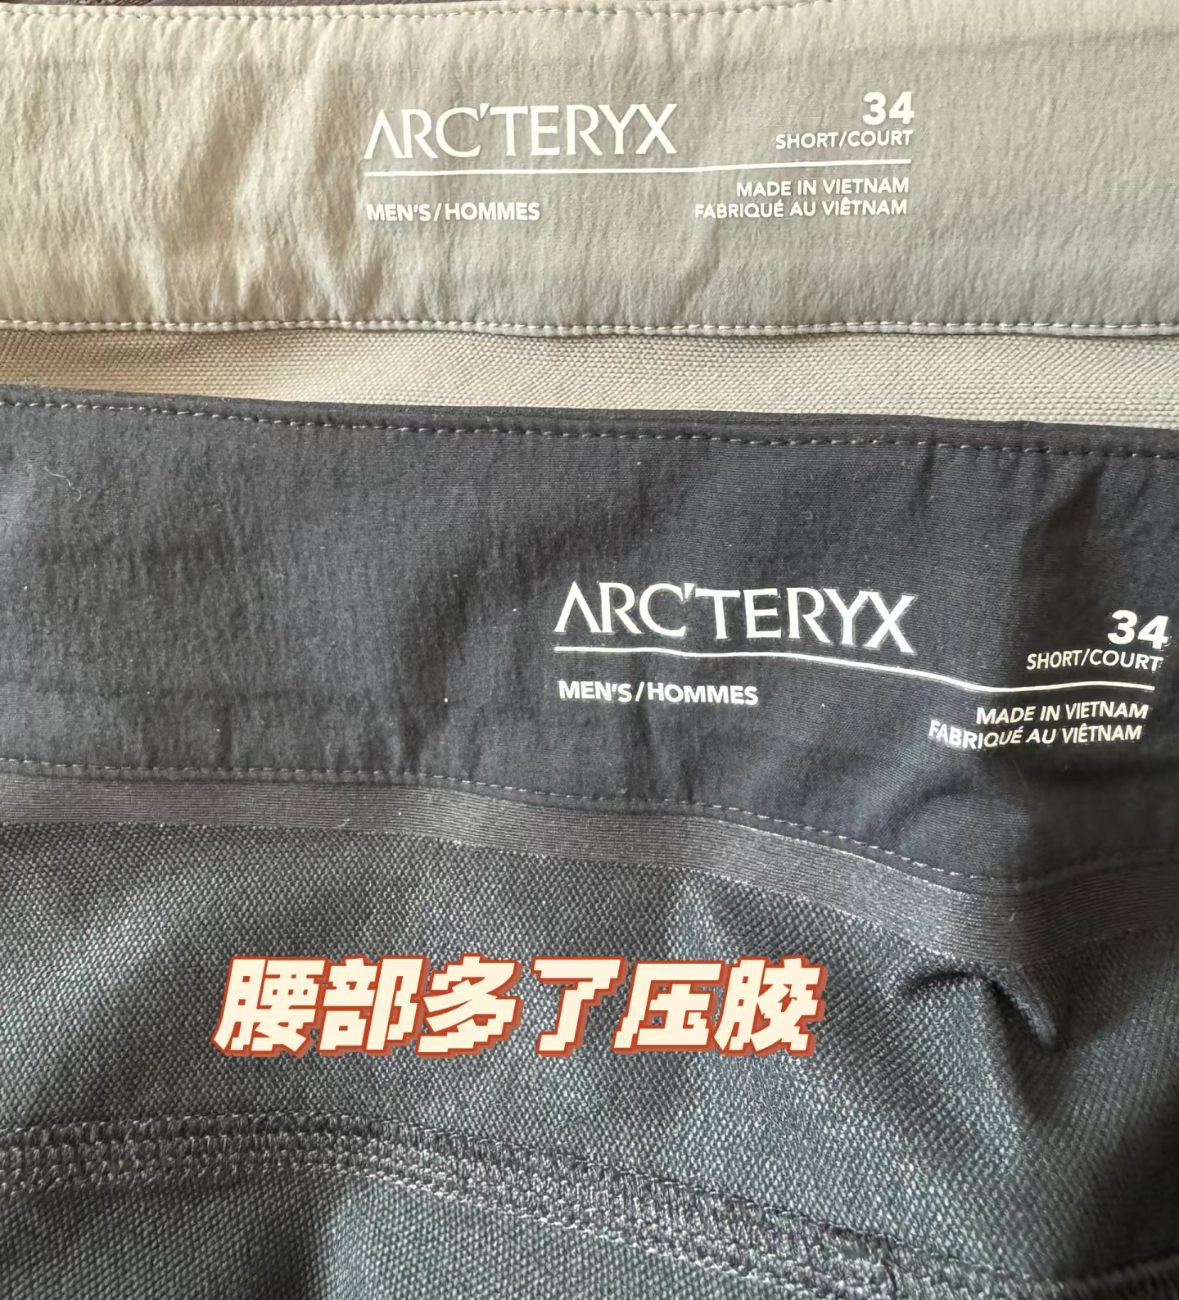 ARC'TERYX
34
SHORT/COURT
MEN'S/HOMMES
MADE IN VIETNAM
FABRIQUÉ AU VIÊTNAM
ARC'TERYX
34
SHORT/COURT
MEN'S/HOMMES
MADE IN VIETNAM
FABRIQUÉ AU VIÊTNAM
腰部多了压胶